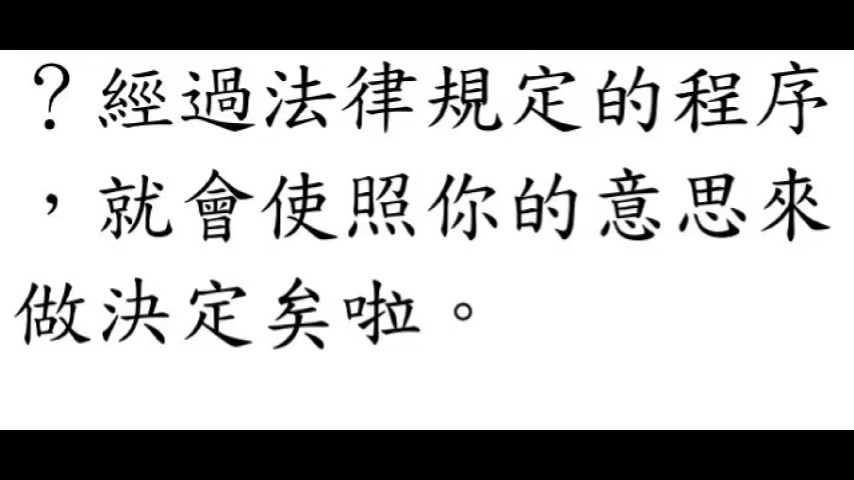 ？經過法律規定的程序
，就會使照你的意思來
做決定矣啦。